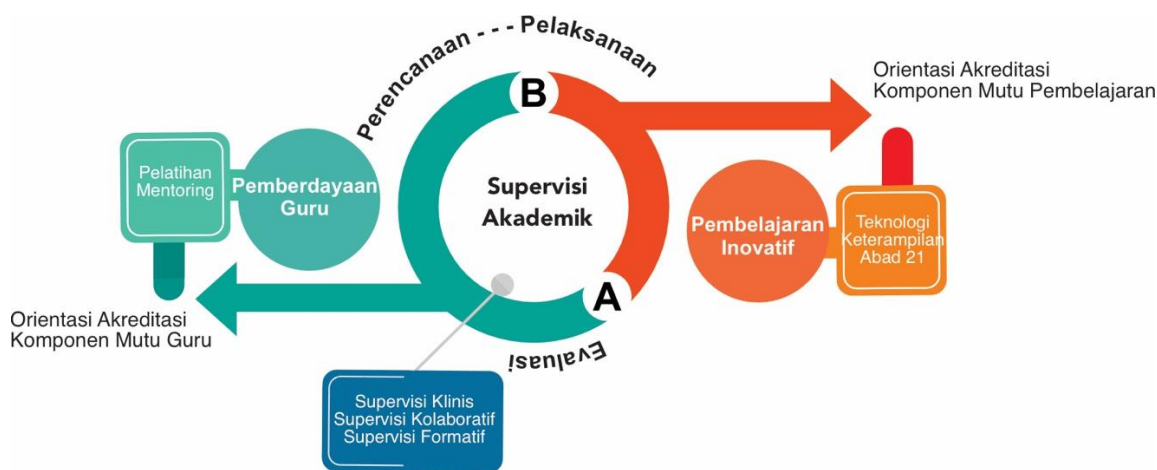 Perencanaan - - - Pelaksanaan
B
Orientasi Akreditasi
Komponen Mutu Pembelajaran
Pelatihan
Mentoring
Pemberdayaan
Guru
Supervisi
Akademik
Pembelajaran
Inovatif
Teknologi
Keterampilan
Abad 21
A
Orientasi Akreditasi
Komponen Mutu Guru
Evaluasi
Supervisi Klinis
Supervisi Kolaboratif
Supervisi Formatif